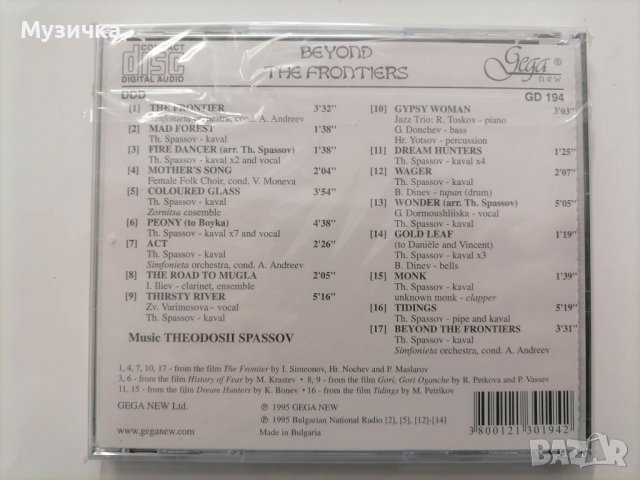 Музичка
COMPACT
disc
DIGITAL AUDIO
BEYOND
THE FRONTIERS
Gega ®
new
DDD
GD 194
[1] THE FRONTIER 3'32"
Simfonieta orchestra, cond. A. Andreev
[2] MAD FOREST 1'38"
Th. Spassov - kaval
[3] FIRE DANCER (arr. Th. Spassov) 1'38"
Th. Spassov - kaval x2 and vocal
[4] MOTHER'S SONG 2'04"
Female Folk Choir, cond. V. Moneva
[5] COLOURED GLASS 3'54"
Th. Spassov - kaval
Zornitsa ensemble
[6] PEONY (to Boyka) 4'38"
Th. Spassov - kaval x7 and vocal
[7] ACT 2'26"
Th. Spassov - kaval
Simfonieta orchestra, cond. A. Andreev
[8] THE ROAD TO MUGLA 2'05"
I. Iliev - clarinet, ensemble
[9] THIRSTY RIVER 5'16"
Zv. Varimesova - vocal
Th. Spassov - kaval
Music THEODOSII SPASSOV
[10] GYPSY WOMAN 3'03"
Jazz Trio: R. Toskov - piano
G. Donchev - bass
Hr. Yotsov - percussion
[11] DREAM HUNTERS 1'25"
Th. Spassov - kaval x4
[12] WAGER 2'07"
Th. Spassov - kaval
B. Dinev - tupan (drum)
[13] WONDER (arr. Th. Spassov) 5'05"
G. Dormoushliiska - vocal
Th. Spassov - kaval
[14] GOLD LEAF 1'19"
(to Danièle and Vincent)
Th. Spassov - kaval x3
B. Dinev - bells
[15] MONK 1'39"
Th. Spassov - kaval
unknown monk - clapper
[16] TIDINGS 5'19"
Th. Spassov - pipe and kaval
[17] BEYOND THE FRONTIERS 3'31"
Th. Spassov - kaval
Simfonieta orchestra, cond. A. Andreev
1, 4, 7, 10, 17 - from the film The Frontier by I. Simeonov, Hr. Nochev and P. Maslarov
3, 6 - from the film History of Fear by M. Krastev • 8, 9 - from the film Gori, Gori Oganche by R. Petkova and P. Vassev
11, 15 - from the film Dream Hunters by K. Bonev • 16 - from the film Tidings by M. Petrikov
GEGA NEW Ltd.
www.geganew.com
℗ 1995 GEGA NEW
℗ 1995 Bulgarian National Radio [2], [5], [12]-[14]
Made in Bulgaria
3 800121 301942
bazar.bg